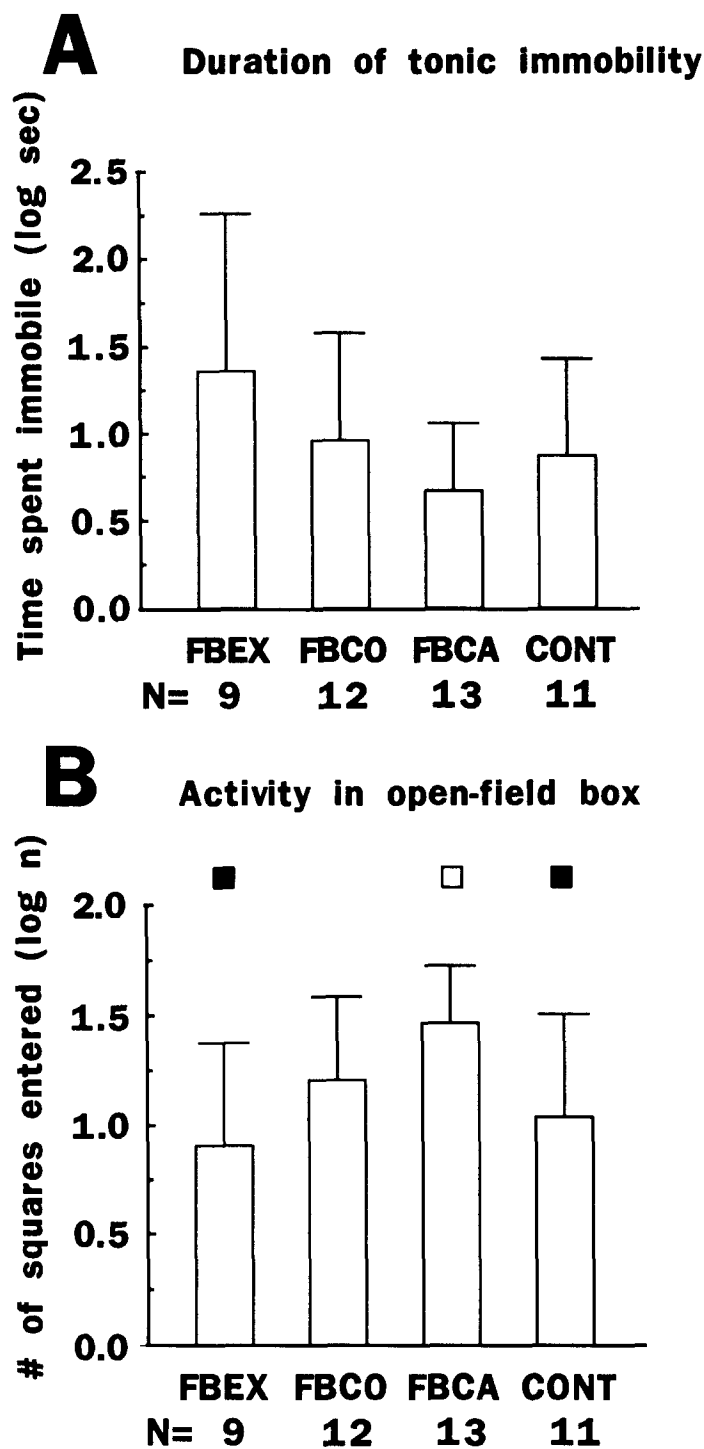 A Duration of tonic immobility
Time spent immobile (log sec)
2.5
2.0
1.5
1.0
0.5
0.0
FBEX FBCO FBCA CONT
N= 9 12 13 11
B Activity in open-field box
# of squares entered (log n)
2.0
1.5
1.0
0.5
0.0
FBEX FBCO FBCA CONT
N= 9 12 13 11